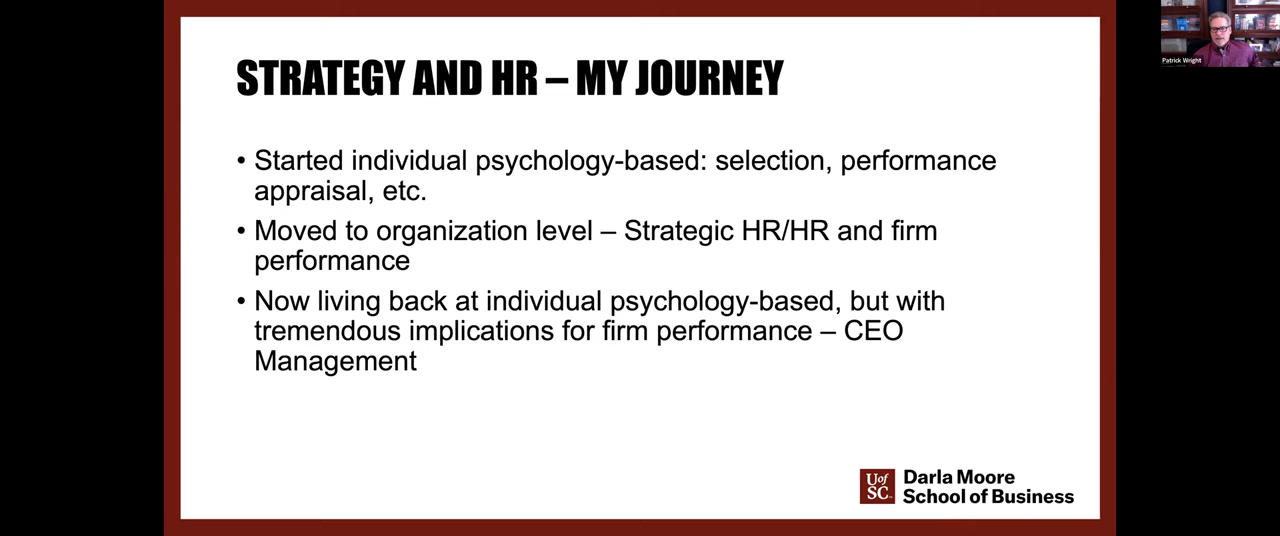 STRATEGY AND HR – MY JOURNEY
• Started individual psychology-based: selection, performance
appraisal, etc.
• Moved to organization level – Strategic HR/HR and firm
performance
• Now living back at individual psychology-based, but with
tremendous implications for firm performance – CEO
Management
Uof
SC
Darla Moore
School of Business
Patrick Wright